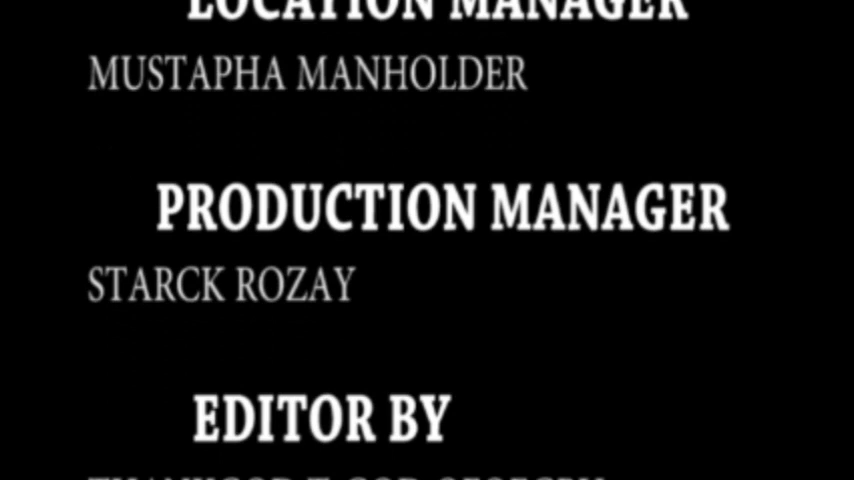 LOCATION MANAGER
MUSTAPHA MANHOLDER
PRODUCTION MANAGER
STARCK ROZAY
EDITOR BY